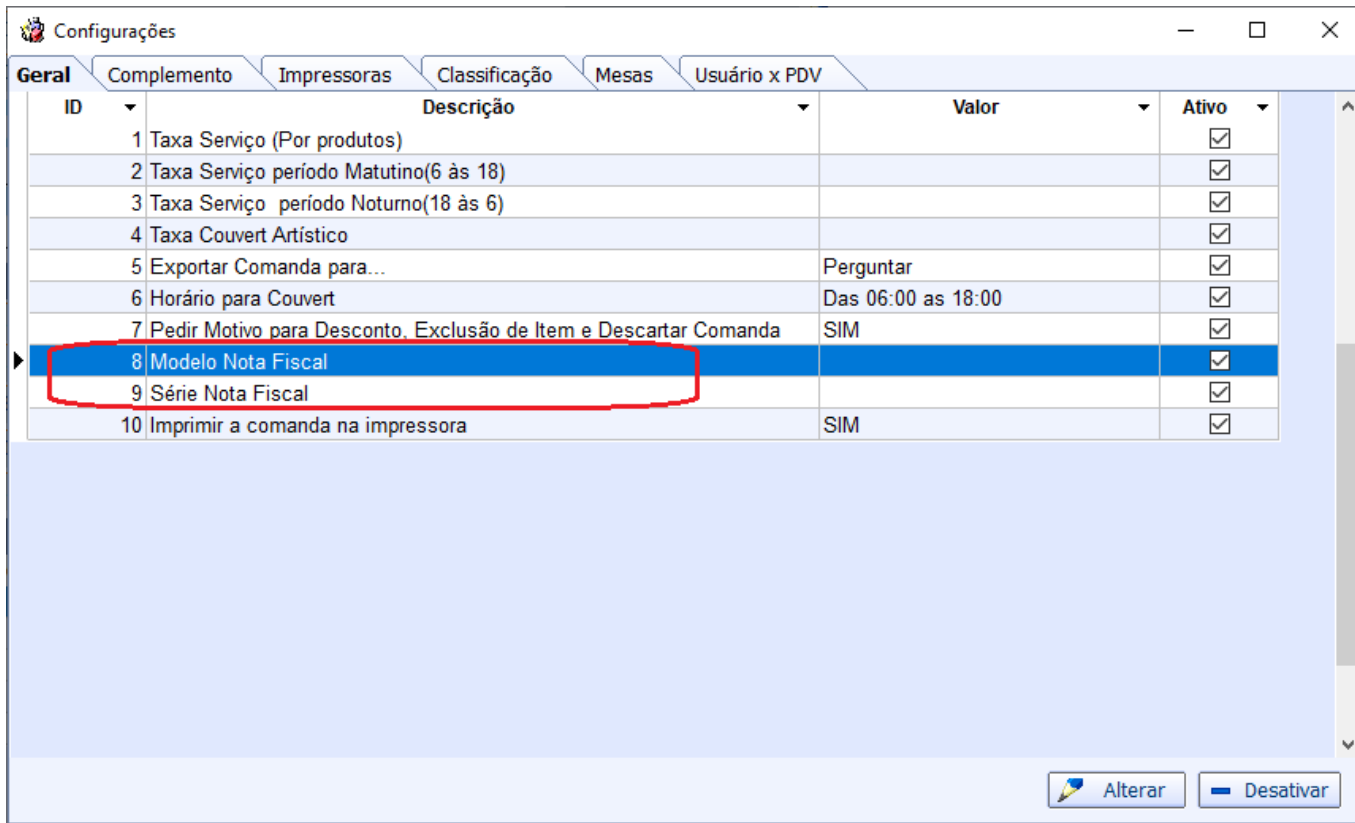 Configurações
Geral Complemento Impressoras Classificação Mesas Usuário x PDV
ID Descrição Valor Ativo
1 Taxa Serviço (Por produtos)
2 Taxa Serviço período Matutino(6 às 18)
3 Taxa Serviço  período Noturno(18 às 6)
4 Taxa Couvert Artístico
5 Exportar Comanda para... Perguntar
6 Horário para Couvert Das 06:00 as 18:00
7 Pedir Motivo para Desconto, Exclusão de Item e Descartar Comanda SIM
8 Modelo Nota Fiscal
9 Série Nota Fiscal
10 Imprimir a comanda na impressora SIM
Alterar Desativar